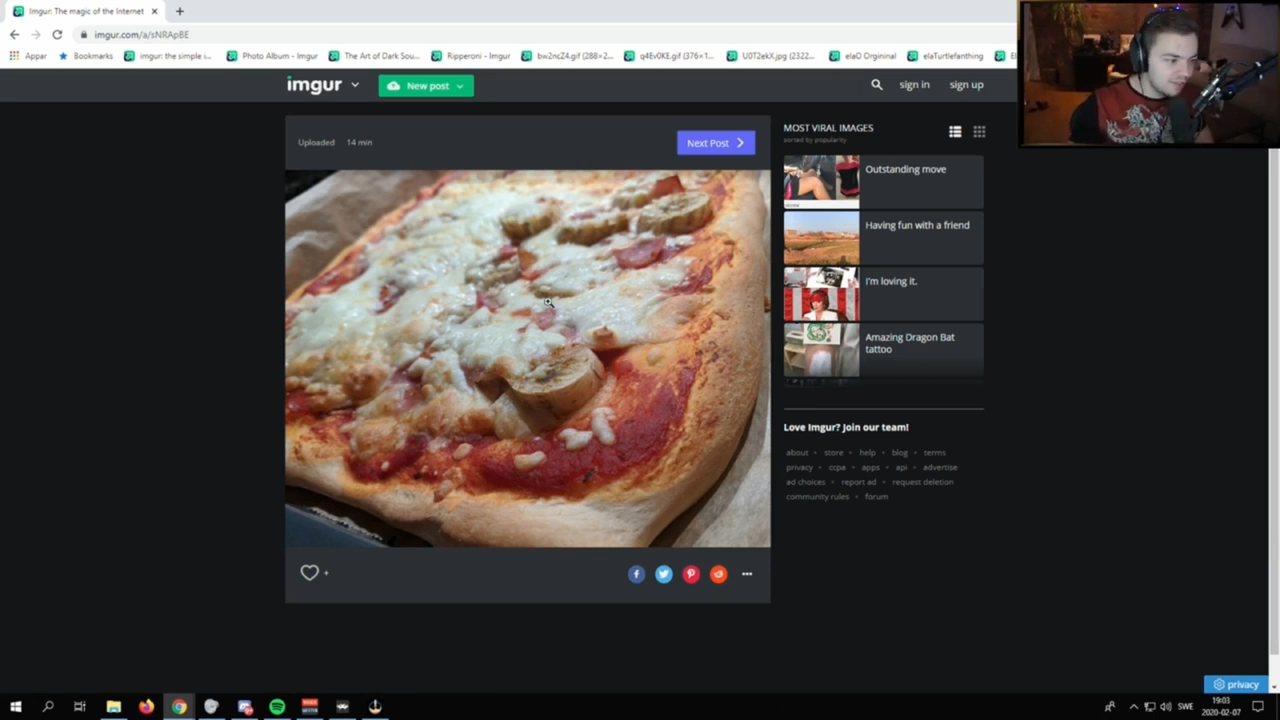 Imgur: The magic of the Internet
imgur.com/a/sNRApBE
Appar
Bookmarks
imgur: the simple i...
Photo Album - Imgur
The Art of Dark Sou...
Ripperoni - Imgur
bw2ncZ4.gif (288×2...
q4Ev0KE.gif (376×1...
U0T2ekX.jpg (2322...
elaO Orgininal
elaTurtlefanthing
imgur
New post
sign in
sign up
Uploaded 14 min
Next Post
MOST VIRAL IMAGES
sorted by popularity
Outstanding move
Having fun with a friend
I'm loving it.
Amazing Dragon Bat
tattoo
Love Imgur? Join our team!
about • store • help • blog • terms
privacy • ccpa • apps • api • advertise
ad choices • report ad • request deletion
community rules • forum
privacy
SWE
19:03
2020-02-07